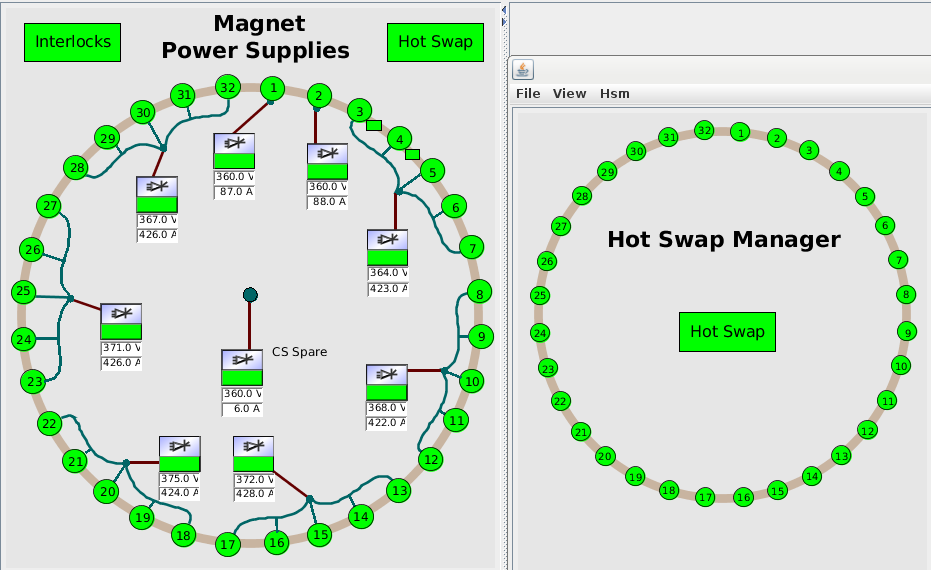 Magnet
Power Supplies
Interlocks
Hot Swap
32
1
2
31
3
30
4
29
5
28
6
27
7
26
8
25
9
24
10
23
11
22
12
21
13
20
14
19
15
18
16
17
360.0 V
87.0 A
360.0 V
88.0 A
367.0 V
426.0 A
364.0 V
423.0 A
371.0 V
426.0 A
CS Spare
360.0 V
6.0 A
368.0 V
422.0 A
375.0 V
424.0 A
372.0 V
428.0 A
File View Hsm
32
1
31
2
30
3
29
4
28
5
27
6
26
7
25
8
24
9
23
10
22
11
21
12
20
13
19
14
18
15
17
16
Hot Swap Manager
Hot Swap